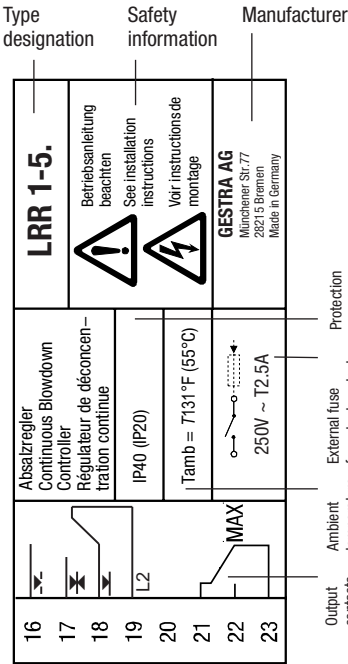 Type
designation
Safety
information
Manufacturer
LRR 1-5.
Betriebsanleitung
beachten
See installation
instructions
Voir instructions de
montage
GESTRA AG
Münchener Str.77
28215 Bremen
Made in Germany
Absalzregler
Continuous Blowdown
Controller
Régulateur de déconcen–
tration continue
IP40 (IP20)
Tamb = T131°F (55°C)
250V ~ T2.5A
16
17
18
19
20
21
22
23
L2
MAX
Output
Ambient
External fuse
Protection